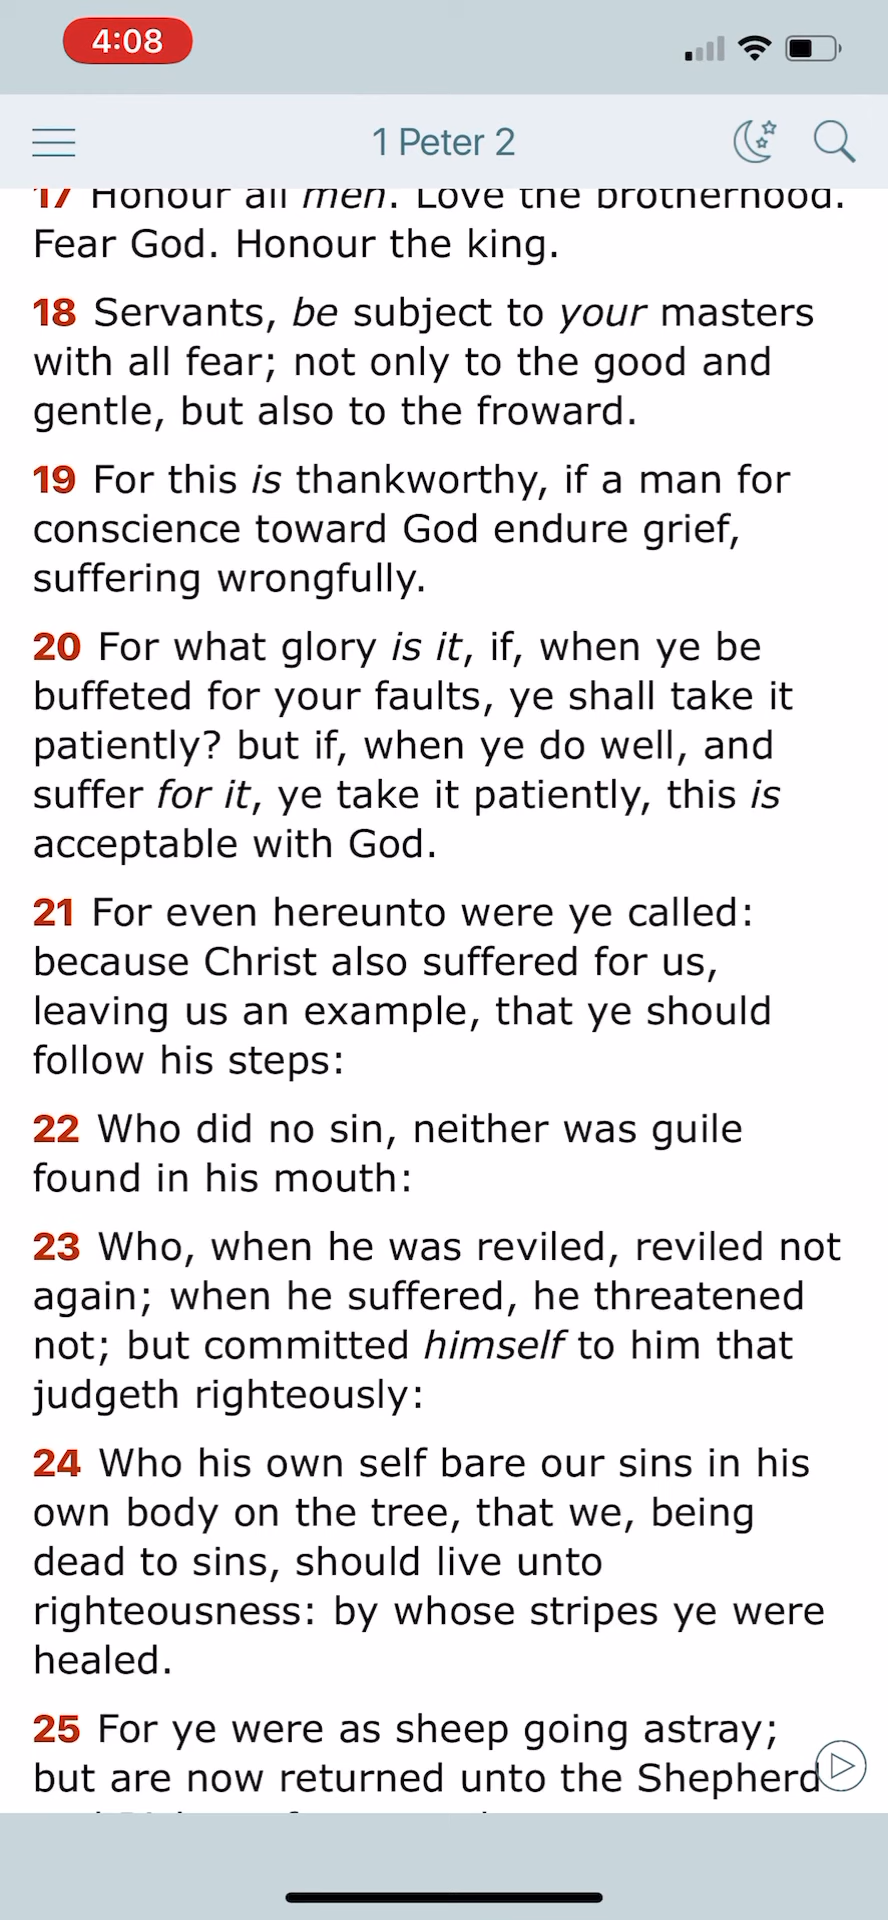 4:08
1 Peter 2
17 Honour all men. Love the brotherhood.
Fear God. Honour the king.
18 Servants, be subject to your masters
with all fear; not only to the good and
gentle, but also to the froward.
19 For this is thankworthy, if a man for
conscience toward God endure grief,
suffering wrongfully.
20 For what glory is it, if, when ye be
buffeted for your faults, ye shall take it
patiently? but if, when ye do well, and
suffer for it, ye take it patiently, this is
acceptable with God.
21 For even hereunto were ye called:
because Christ also suffered for us,
leaving us an example, that ye should
follow his steps:
22 Who did no sin, neither was guile
found in his mouth:
23 Who, when he was reviled, reviled not
again; when he suffered, he threatened
not; but committed himself to him that
judgeth righteously:
24 Who his own self bare our sins in his
own body on the tree, that we, being
dead to sins, should live unto
righteousness: by whose stripes ye were
healed.
25 For ye were as sheep going astray;
but are now returned unto the Shepherd